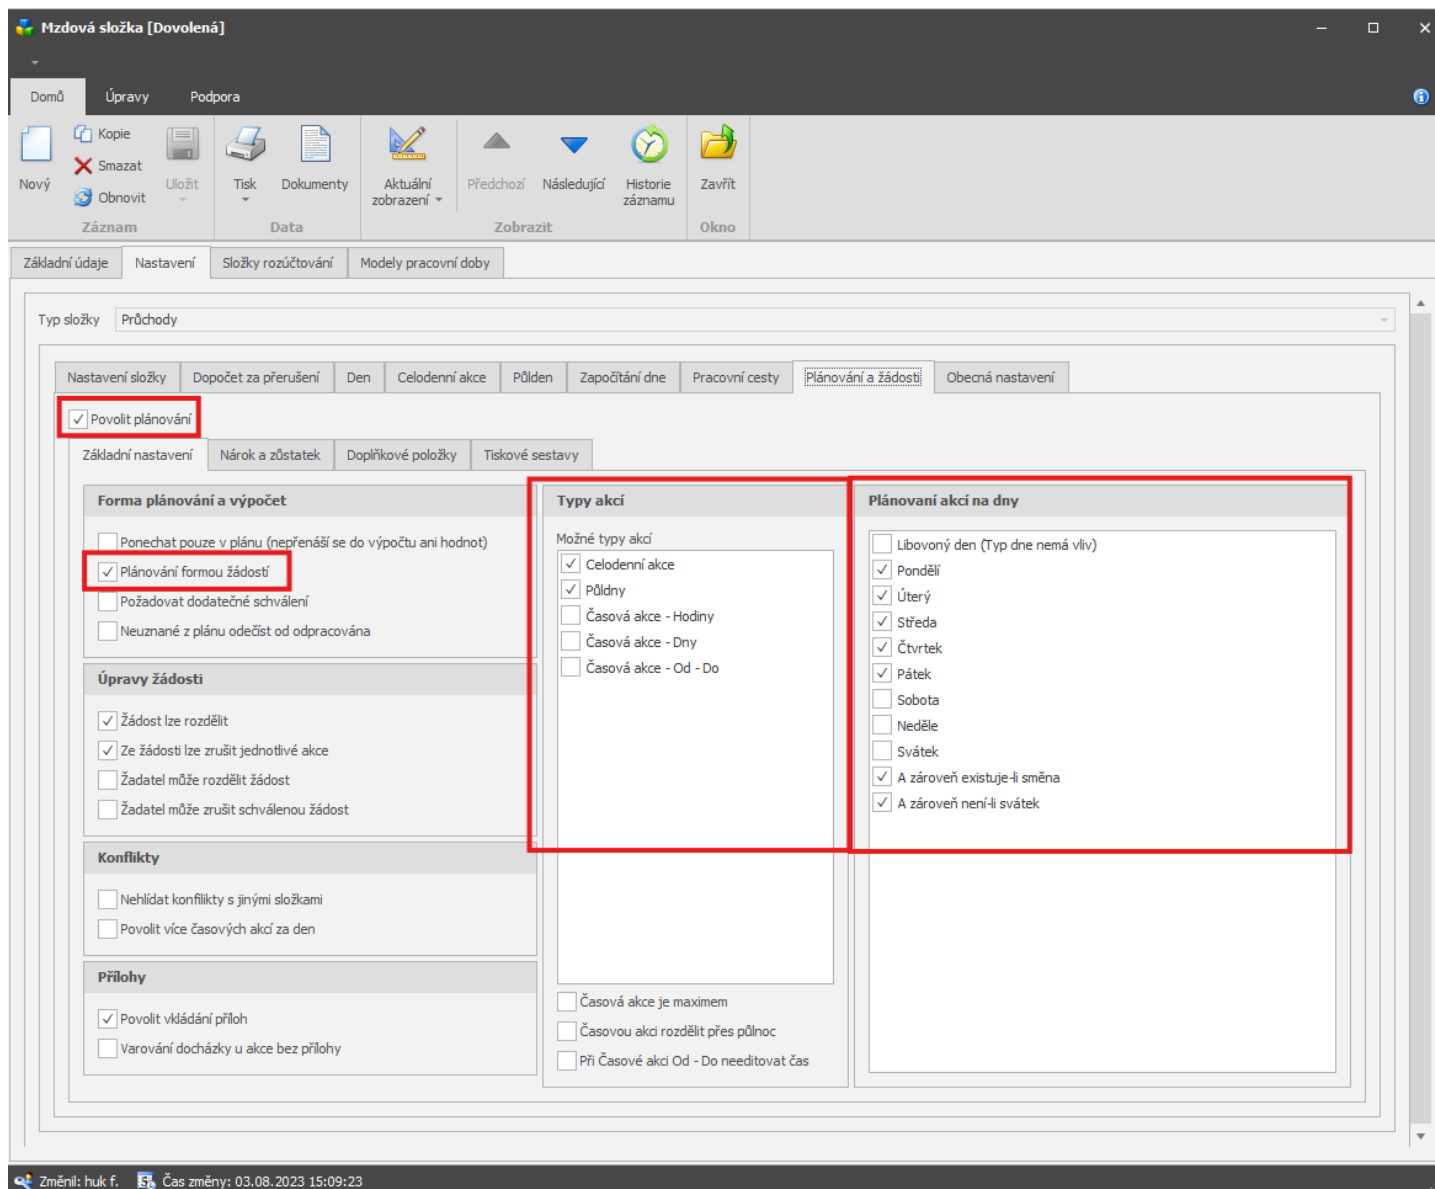 Mzdová složka [Dovolená]
Domů Úpravy Podpora
Nový
Kopie
Smazat
Obnovit
Uložit
Záznam
Tisk
Dokumenty
Data
Aktuální
zobrazení
Předchozí
Následující
Historie
záznamu
Zobrazit
Zavřít
Okno
Základní údaje Nastavení Složky rozúčtování Modely pracovní doby
Typ složky Průchody
Nastavení složky Dopočet za přerušení Den Celodenní akce Půlden Započítání dne Pracovní cesty Plánování a žádosti Obecná nastavení
Povolit plánování
Základní nastavení Nárok a zůstatek Doplňkové položky Tiskové sestavy
Forma plánování a výpočet
Ponechat pouze v plánu (nepřenáší se do výpočtu ani hodnot)
Plánování formou žádostí
Požadovat dodatečné schválení
Neuznané z plánu odečíst od odpracována
Úpravy žádosti
Žádost lze rozdělit
Ze žádosti lze zrušit jednotlivé akce
Žadatel může rozdělit žádost
Žadatel může zrušit schválenou žádost
Konflikty
Nehlídat konfilikty s jinými složkami
Povolit více časových akcí za den
Přílohy
Povolit vkládání příloh
Varování docházky u akce bez přílohy
Typy akcí
Možné typy akcí
Celodenní akce
Půldny
Časová akce - Hodiny
Časová akce - Dny
Časová akce - Od - Do
Časová akce je maximem
Časovou akci rozdělit přes půlnoc
Při Časové akci Od - Do needitovat čas
Plánovaní akcí na dny
Libovoný den (Typ dne nemá vliv)
Pondělí
Úterý
Středa
Čtvrtek
Pátek
Sobota
Neděle
Svátek
A zároveň existuje-li směna
A zároveň není-li svátek
Změnil: huk f. Čas změny: 03.08.2023 15:09:23